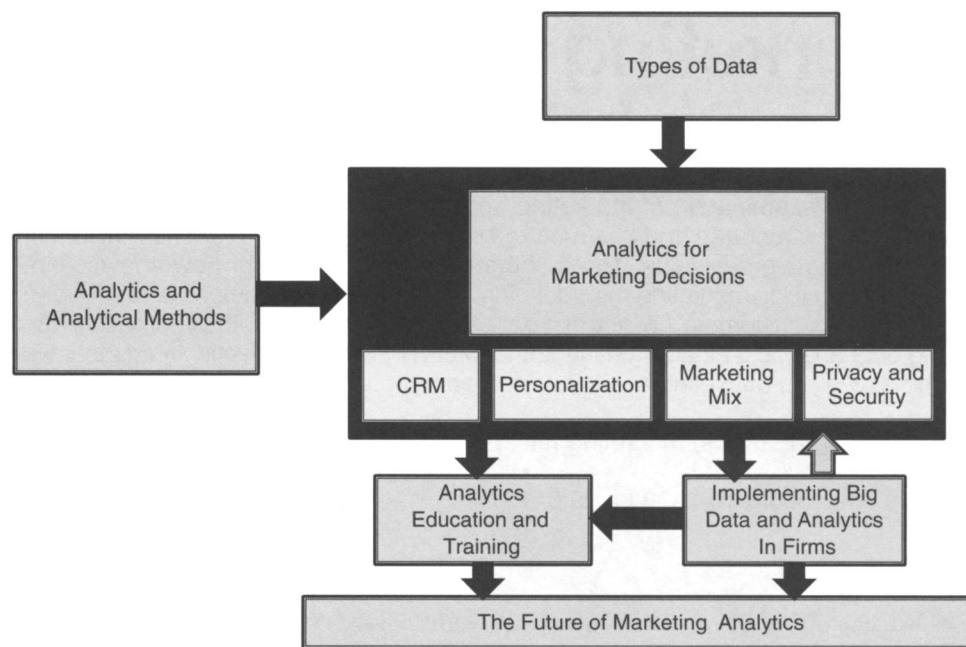 Types of Data
Analytics for
Marketing Decisions
Analytics and
Analytical Methods
CRM
Personalization
Marketing
Mix
Privacy and
Security
Analytics
Education and
Training
Implementing Big
Data and Analytics
In Firms
The Future of Marketing Analytics